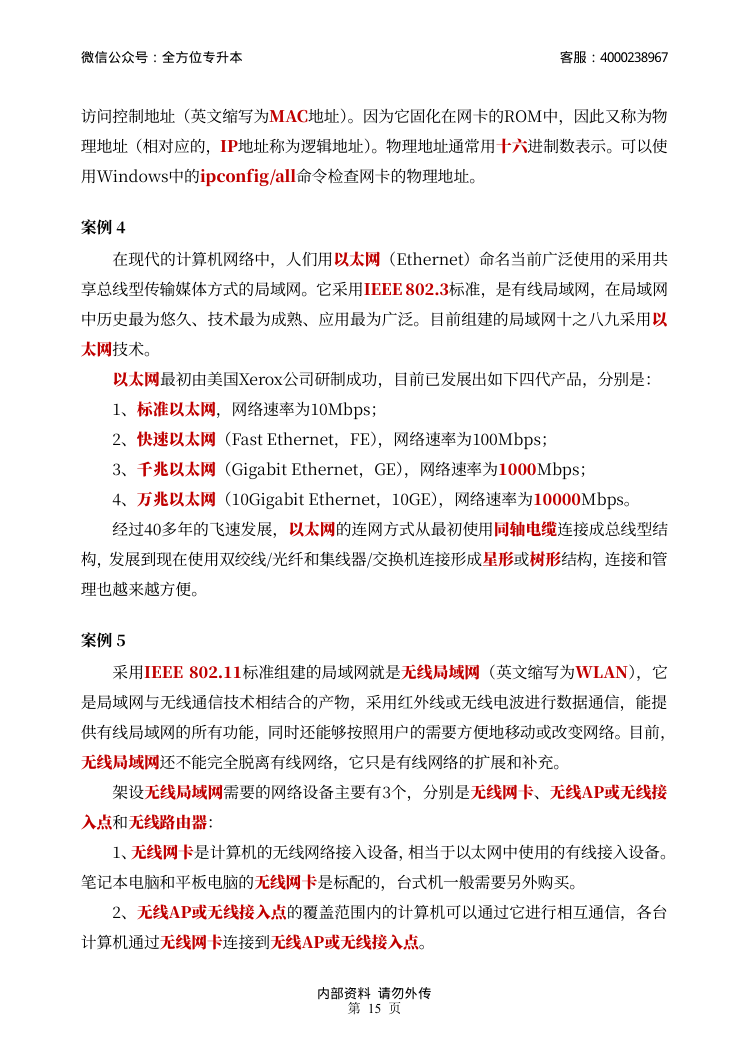 微信公众号：全方位专升本
客服：4000238967
访问控制地址（英文缩写为MAC地址）。因为它固化在网卡的ROM中，因此又称为物
理地址（相对应的，IP地址称为逻辑地址）。物理地址通常用十六进制数表示。可以使
用Windows中的ipconfig/all命令检查网卡的物理地址。
案例 4
在现代的计算机网络中，人们用以太网（Ethernet）命名当前广泛使用的采用共
享总线型传输媒体方式的局域网。它采用IEEE 802.3标准，是有线局域网，在局域网
中历史最为悠久、技术最为成熟、应用最为广泛。目前组建的局域网十之八九采用以
太网技术。
以太网最初由美国Xerox公司研制成功，目前已发展出如下四代产品，分别是：
1、标准以太网，网络速率为10Mbps；
2、快速以太网（Fast Ethernet，FE），网络速率为100Mbps；
3、千兆以太网（Gigabit Ethernet，GE），网络速率为1000Mbps；
4、万兆以太网（10Gigabit Ethernet，10GE），网络速率为10000Mbps。
经过40多年的飞速发展，以太网的连网方式从最初使用同轴电缆连接成总线型结
构，发展到现在使用双绞线/光纤和集线器/交换机连接形成星形或树形结构，连接和管
理也越来越方便。
案例 5
采用IEEE 802.11标准组建的局域网就是无线局域网（英文缩写为WLAN），它
是局域网与无线通信技术相结合的产物，采用红外线或无线电波进行数据通信，能提
供有线局域网的所有功能，同时还能够按照用户的需要方便地移动或改变网络。目前，
无线局域网还不能完全脱离有线网络，它只是有线网络的扩展和补充。
架设无线局域网需要的网络设备主要有3个，分别是无线网卡、无线AP或无线接
入点和无线路由器：
1、无线网卡是计算机的无线网络接入设备，相当于以太网中使用的有线接入设备。
笔记本电脑和平板电脑的无线网卡是标配的，台式机一般需要另外购买。
2、无线AP或无线接入点的覆盖范围内的计算机可以通过它进行相互通信，各台
计算机通过无线网卡连接到无线AP或无线接入点。
内部资料 请勿外传
第 15 页